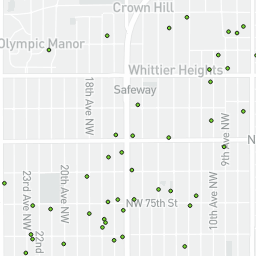 Crown Hill
Olympic Manor
Whittier Heights
Safeway
18th Ave NW
9th Ave NW
23rd Ave NW
20th Ave NW
10th Ave NW
NW 75th St
22nd